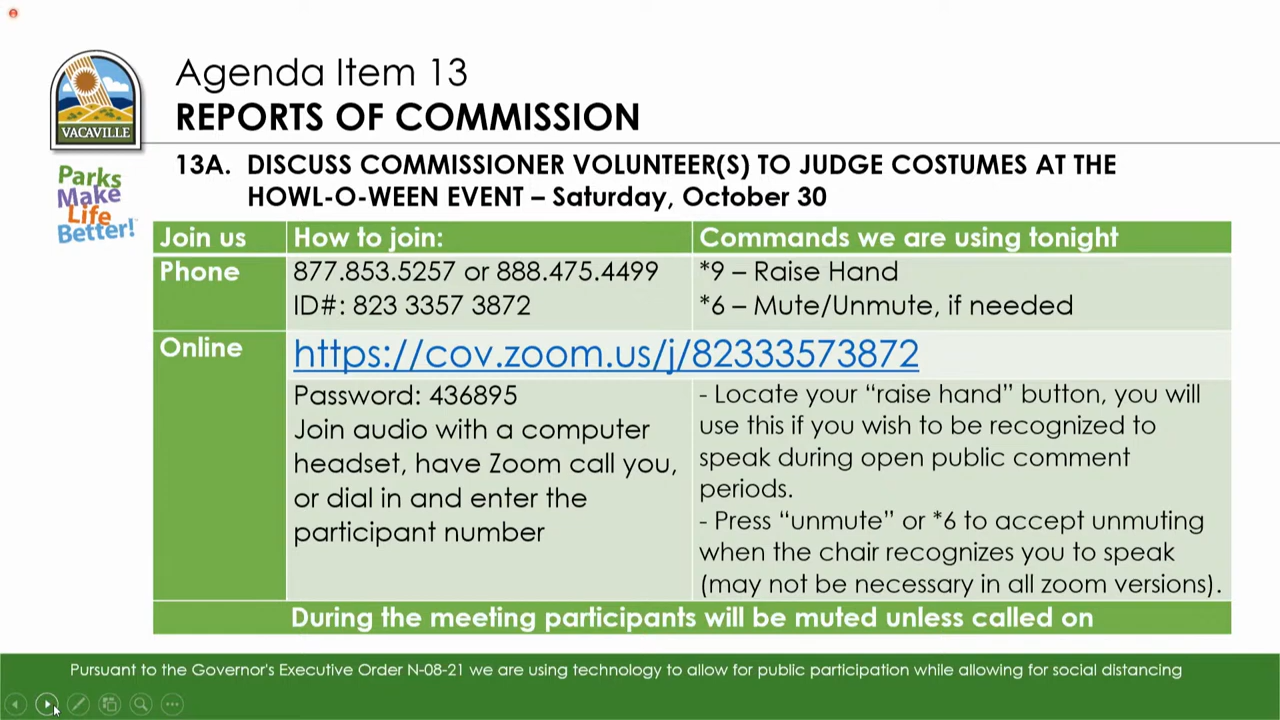 Agenda Item 13
REPORTS OF COMMISSION
VACAVILLE
Parks
Make
Life
Better!
13A. DISCUSS COMMISSIONER VOLUNTEER(S) TO JUDGE COSTUMES AT THE
HOWL-O-WEEN EVENT – Saturday, October 30
Join us
How to join:
Commands we are using tonight
Phone
877.853.5257 or 888.475.4499
ID#: 823 3357 3872
*9 – Raise Hand
*6 – Mute/Unmute, if needed
Online
https://cov.zoom.us/j/82333573872
Password: 436895
Join audio with a computer
headset, have Zoom call you,
or dial in and enter the
participant number
- Locate your “raise hand” button, you will
use this if you wish to be recognized to
speak during open public comment
periods.
- Press “unmute” or *6 to accept unmuting
when the chair recognizes you to speak
(may not be necessary in all zoom versions).
During the meeting participants will be muted unless called on
Pursuant to the Governor's Executive Order N-08-21 we are using technology to allow for public participation while allowing for social distancing